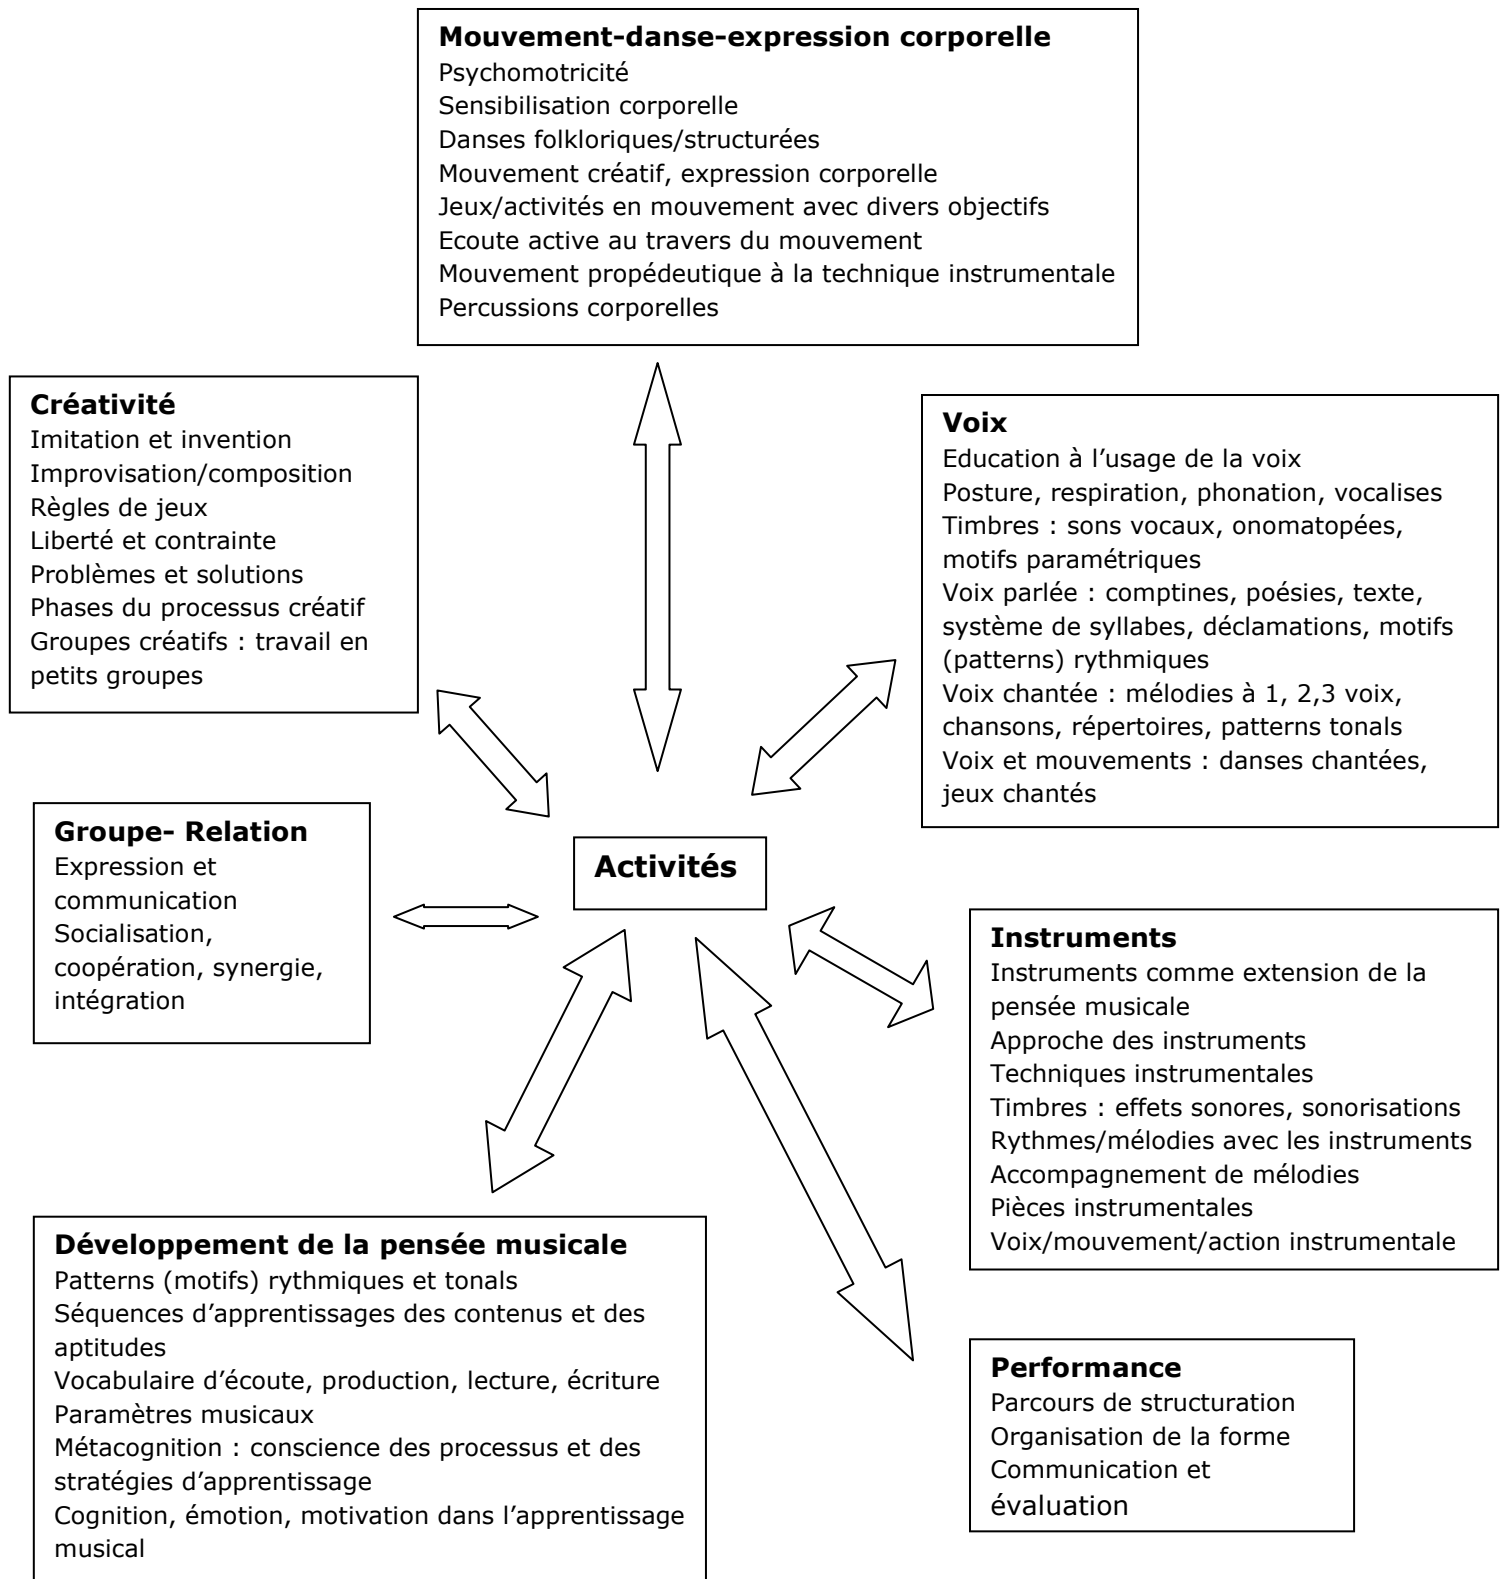 Mouvement-danse-expression corporelle
Psychomotricité
Sensibilisation corporelle
Danses folkloriques/structurées
Mouvement créatif, expression corporelle
Jeux/activités en mouvement avec divers objectifs
Ecoute active au travers du mouvement
Mouvement propédeutique à la technique instrumentale
Percussions corporelles
Créativité
Imitation et invention
Improvisation/composition
Règles de jeux
Liberté et contrainte
Problèmes et solutions
Phases du processus créatif
Groupes créatifs : travail en
petits groupes
Voix
Education à l’usage de la voix
Posture, respiration, phonation, vocalises
Timbres : sons vocaux, onomatopées,
motifs paramétriques
Voix parlée : comptines, poésies, texte,
système de syllabes, déclamations, motifs
(patterns) rythmiques
Voix chantée : mélodies à 1, 2,3 voix,
chansons, répertoires, patterns tonals
Voix et mouvements : danses chantées,
jeux chantés
Groupe- Relation
Expression et
communication
Socialisation,
coopération, synergie,
intégration
Activités
Instruments
Instruments comme extension de la
pensée musicale
Approche des instruments
Techniques instrumentales
Timbres : effets sonores, sonorisations
Rythmes/mélodies avec les instruments
Accompagnement de mélodies
Pièces instrumentales
Voix/mouvement/action instrumentale
Développement de la pensée musicale
Patterns (motifs) rythmiques et tonals
Séquences d’apprentissages des contenus et des
aptitudes
Vocabulaire d’écoute, production, lecture, écriture
Paramètres musicaux
Métacognition : conscience des processus et des
stratégies d’apprentissage
Cognition, émotion, motivation dans l’apprentissage
musical
Performance
Parcours de structuration
Organisation de la forme
Communication et
évaluation